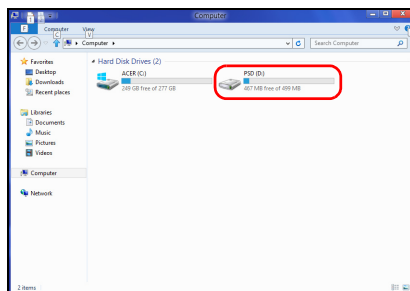 Computer
1
F Computer View
C V
Computer
Search Computer
Favorites
Desktop
Downloads
Recent places
Libraries
Documents
Music
Pictures
Videos
Computer
Network
Hard Disk Drives (2)
ACER (C:)
249 GB free of 277 GB
PSD (D:)
467 MB free of 499 MB
2 items